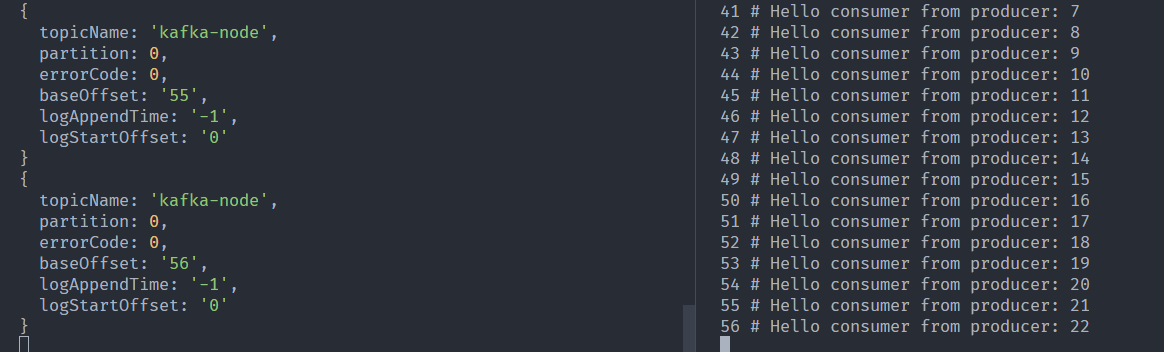 {
  topicName: 'kafka-node',
  partition: 0,
  errorCode: 0,
  baseOffset: '55',
  logAppendTime: '-1',
  logStartOffset: '0'
}
{
  topicName: 'kafka-node',
  partition: 0,
  errorCode: 0,
  baseOffset: '56',
  logAppendTime: '-1',
  logStartOffset: '0'
}
41 # Hello consumer from producer: 7
42 # Hello consumer from producer: 8
43 # Hello consumer from producer: 9
44 # Hello consumer from producer: 10
45 # Hello consumer from producer: 11
46 # Hello consumer from producer: 12
47 # Hello consumer from producer: 13
48 # Hello consumer from producer: 14
49 # Hello consumer from producer: 15
50 # Hello consumer from producer: 16
51 # Hello consumer from producer: 17
52 # Hello consumer from producer: 18
53 # Hello consumer from producer: 19
54 # Hello consumer from producer: 20
55 # Hello consumer from producer: 21
56 # Hello consumer from producer: 22